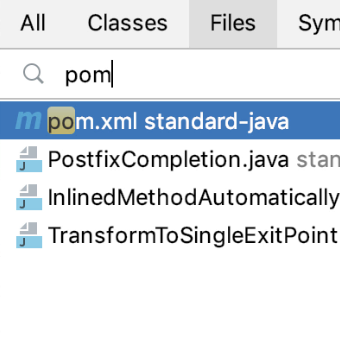 All Classes Files Sym
pom
pom.xml standard-java
PostfixCompletion.java stan
InlinedMethodAutomatically
TransformToSingleExitPoint